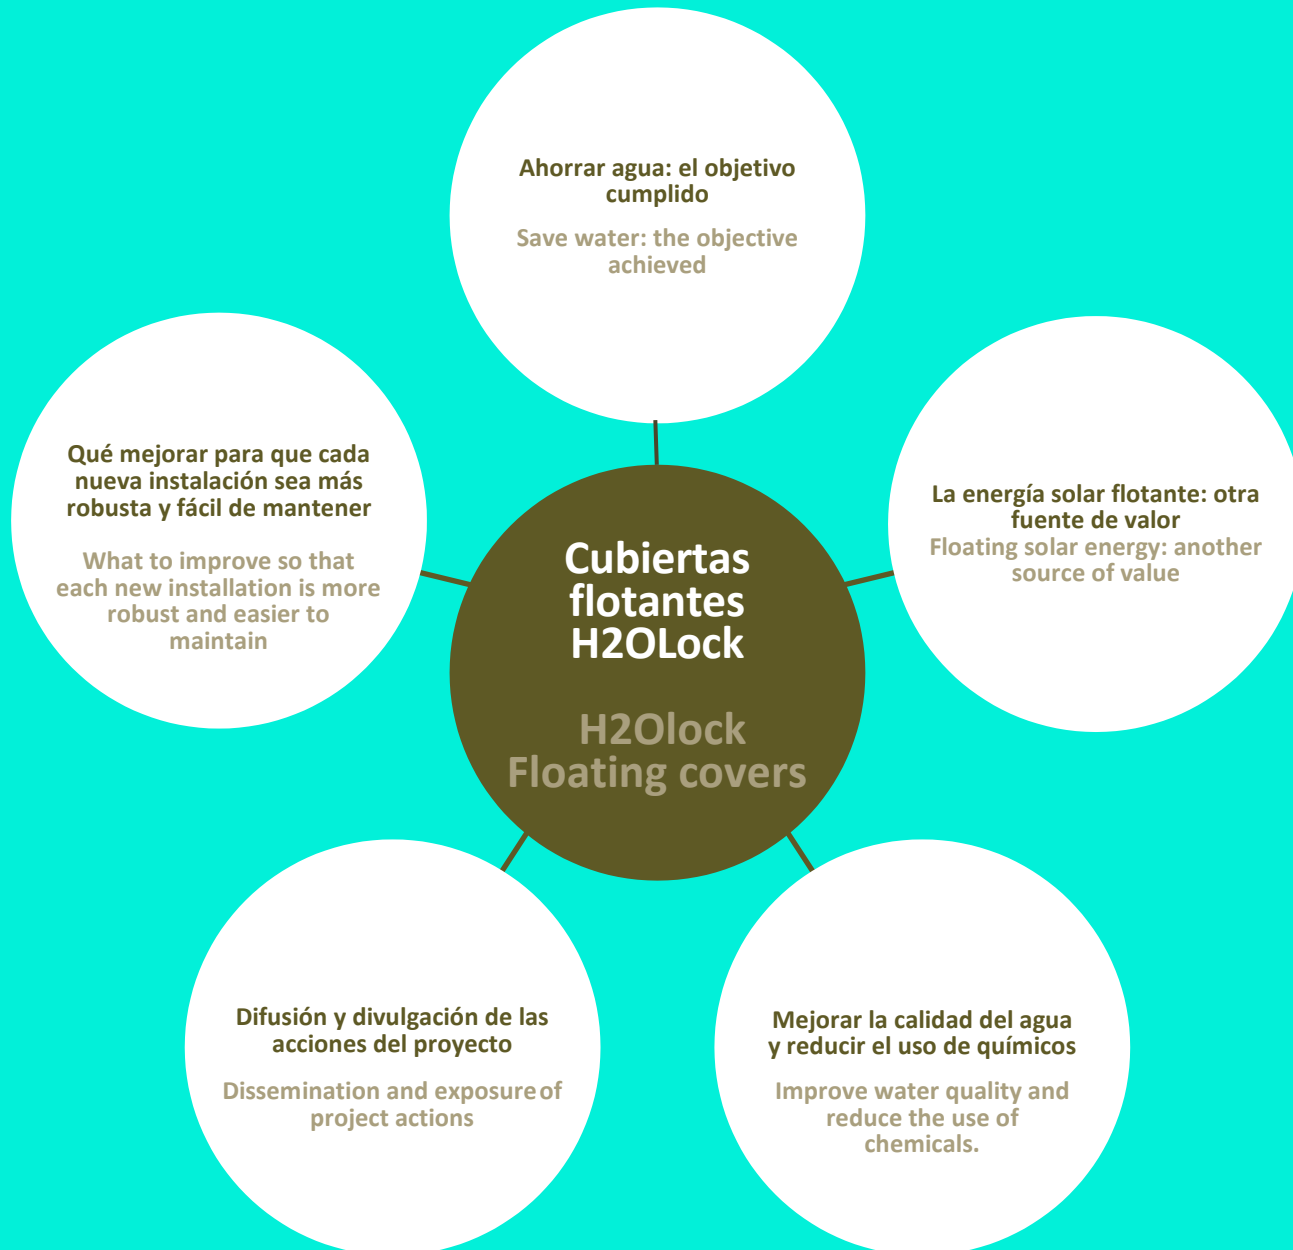 Ahorrar agua: el objetivo
cumplido
Save water: the objective
achieved
Qué mejorar para que cada
nueva instalación sea más
robusta y fácil de mantener
What to improve so that
each new installation is more
robust and easier to
maintain
La energía solar flotante: otra
fuente de valor
Floating solar energy: another
source of value
Cubiertas
flotantes
H2OLock
H2Olock
Floating covers
Difusión y divulgación de las
acciones del proyecto
Dissemination and exposure of
project actions
Mejorar la calidad del agua
y reducir el uso de químicos
Improve water quality and
reduce the use of
chemicals.